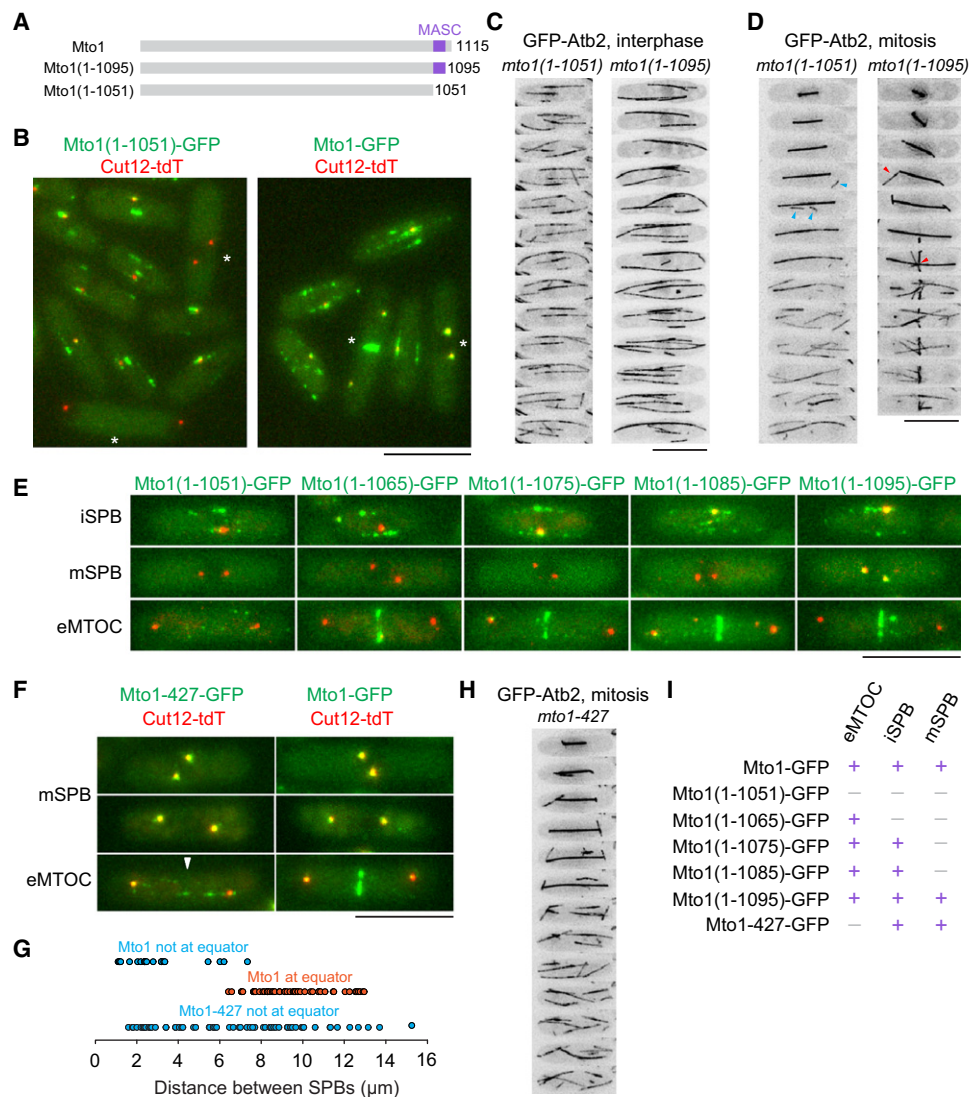 A
MASC
Mto1 1115
Mto1(1-1095) 1095
Mto1(1-1051) 1051
B
Mto1(1-1051)-GFP Mto1-GFP
Cut12-tdT Cut12-tdT
*
*
*
*
C
GFP-Atb2, interphase
mto1(1-1051) mto1(1-1095)
D
GFP-Atb2, mitosis
mto1(1-1051) mto1(1-1095)
E
Mto1(1-1051)-GFP Mto1(1-1065)-GFP Mto1(1-1075)-GFP Mto1(1-1085)-GFP Mto1(1-1095)-GFP
iSPB
mSPB
eMTOC
F
Mto1-427-GFP Mto1-GFP
Cut12-tdT Cut12-tdT
mSPB
eMTOC
G
Mto1 not at equator
Mto1 at equator
Mto1-427 not at equator
0 2 4 6 8 10 12 14 16
Distance between SPBs (μm)
H
GFP-Atb2, mitosis
mto1-427
I
eMTOC iSPB mSPB
Mto1-GFP + + +
Mto1(1-1051)-GFP – – –
Mto1(1-1065)-GFP + – –
Mto1(1-1075)-GFP + + –
Mto1(1-1085)-GFP + + –
Mto1(1-1095)-GFP + + +
Mto1-427-GFP – + +